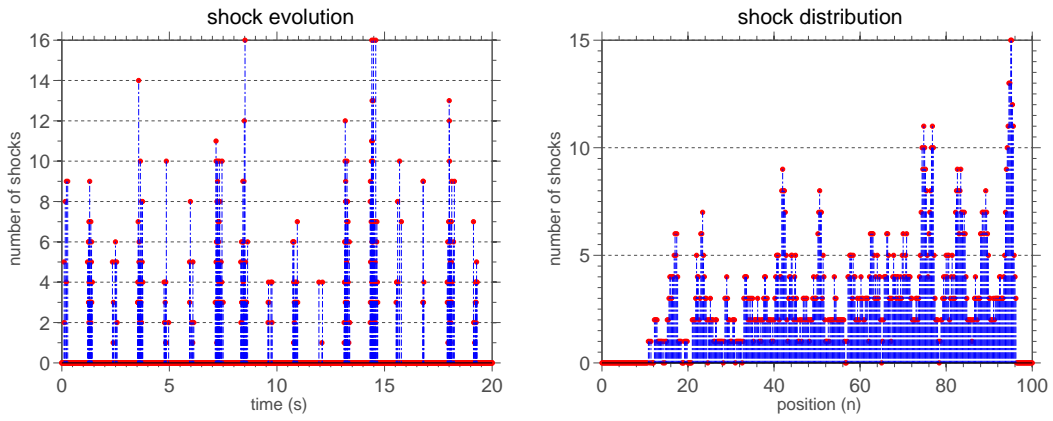 shock evolution
number of shocks
16
14
12
10
8
6
4
2
0
0 5 10 15 20
time (s)
shock distribution
number of shocks
15
10
5
0
0 20 40 60 80 100
position (n)